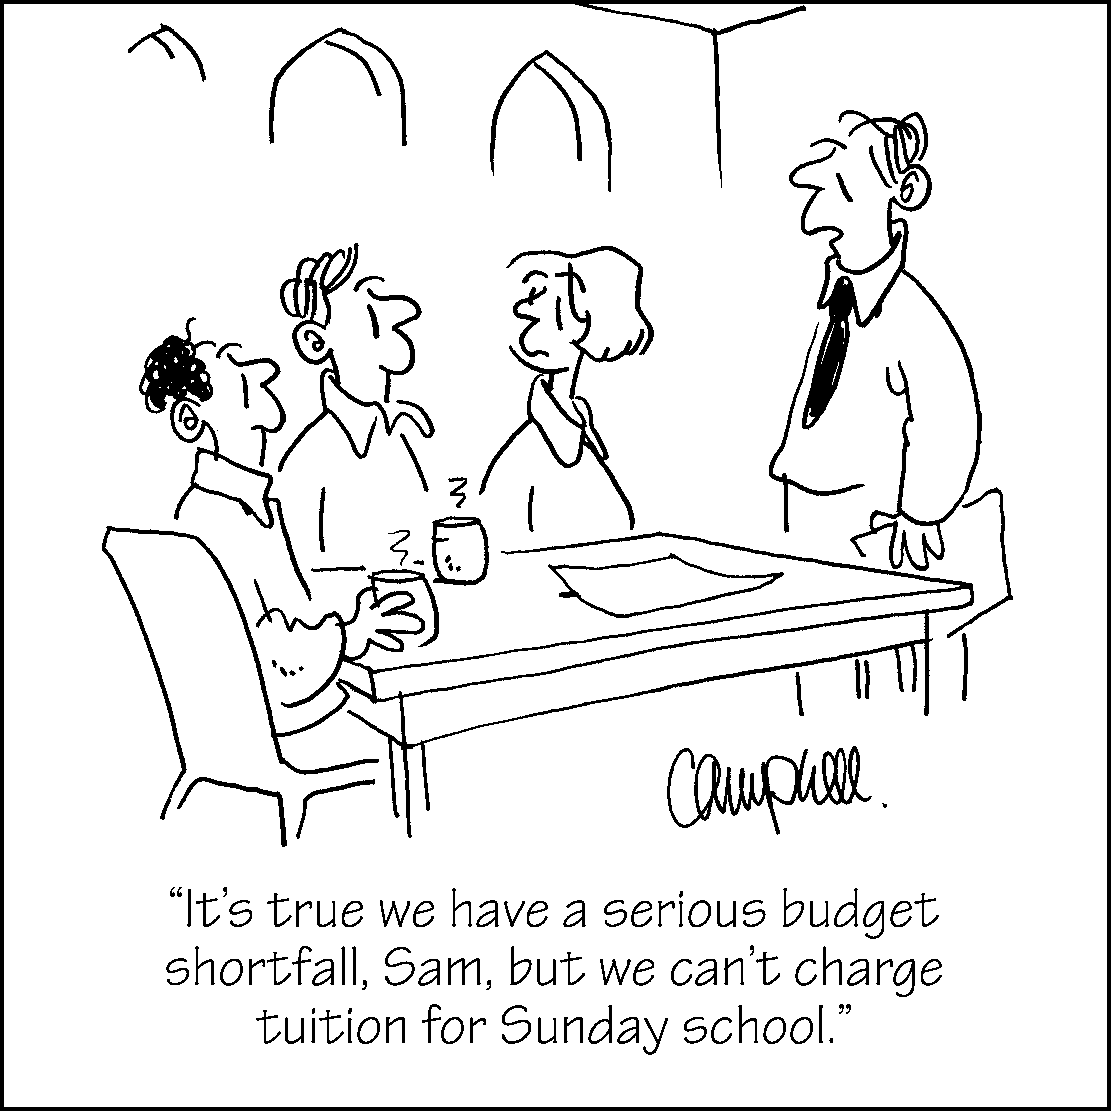 Campbell.
“It's true we have a serious budget
shortfall, Sam, but we can't charge
tuition for Sunday school.”